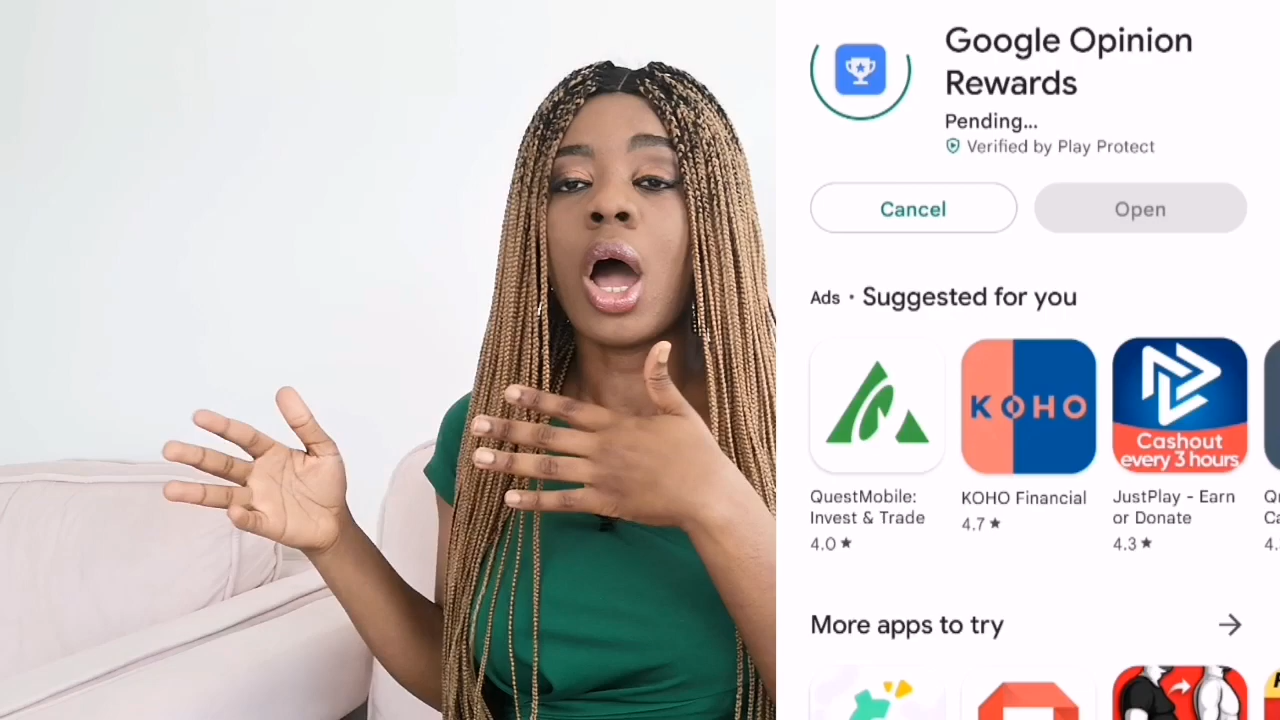 Google Opinion
Rewards
Pending...
Verified by Play Protect
Cancel
Open
Ads • Suggested for you
KOHO
Cashout
every 3 hours
QuestMobile:
Invest & Trade
4.0 ★
KOHO Financial
4.7 ★
JustPlay - Earn
or Donate
4.3 ★
More apps to try